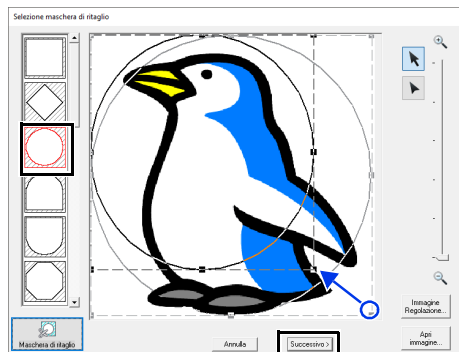 Selezione maschera di ritaglio
Immagine
Regolazione...
Maschera di ritaglio
Annulla
Successivo >
Apri
immagine...